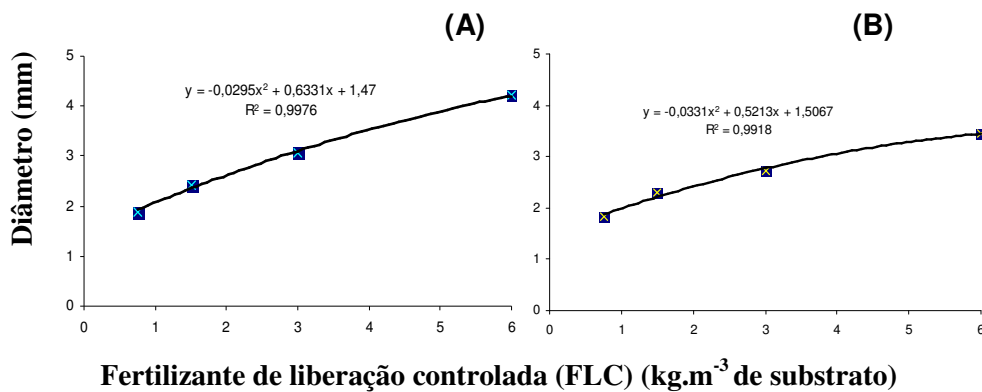 (A)
(B)
Diâmetro (mm)
5
4
3
2
1
0
y = -0,0295x² + 0,6331x + 1,47
R² = 0,9976
0 1 2 3 4 5 6
5
4
3
2
1
0
y = -0,0331x² + 0,5213x + 1,5067
R² = 0,9918
0 1 2 3 4 5 6
Fertilizante de liberação controlada (FLC) (kg.m⁻³ de substrato)